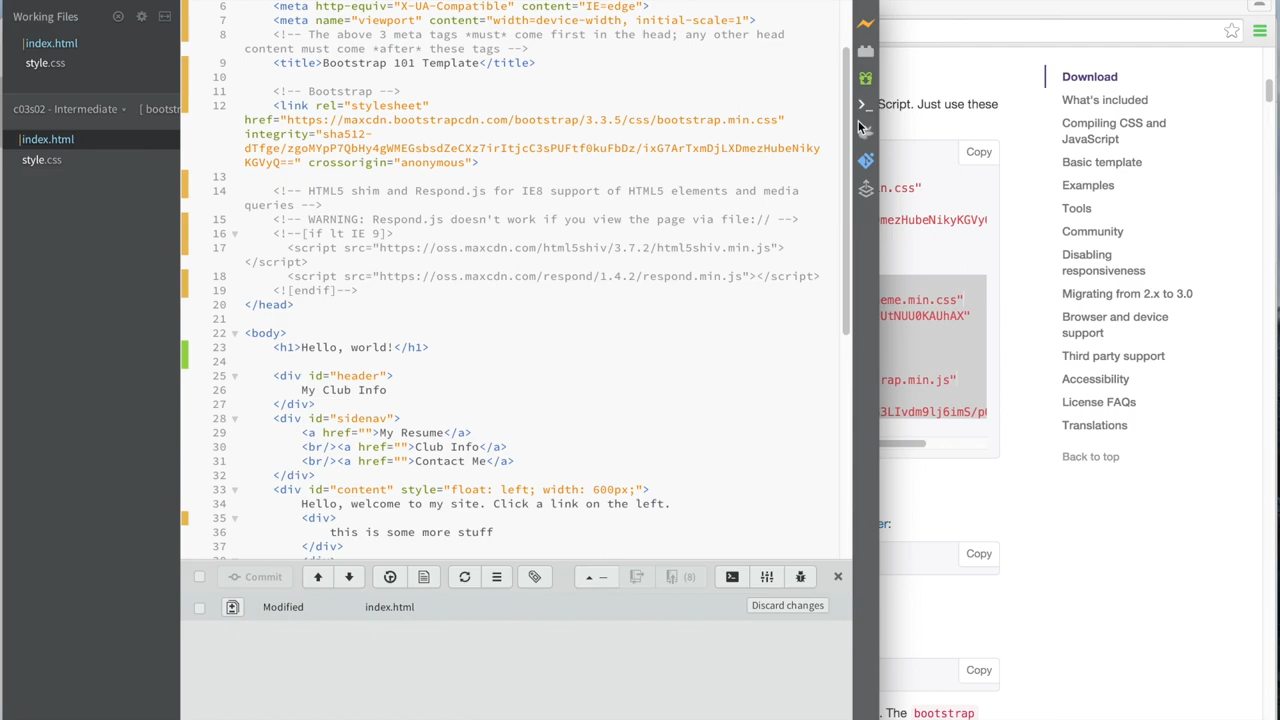 Working Files
index.html
style.css
c03s02 - Intermediate
[ bootstr
index.html
style.css
6 <meta http-equiv="X-UA-Compatible" content="IE=edge">
7 <meta name="viewport" content="width=device-width, initial-scale=1">
8 <!-- The above 3 meta tags *must* come first in the head; any other head
content must come *after* these tags -->
9 <title>Bootstrap 101 Template</title>
10
11 <!-- Bootstrap -->
12 <link rel="stylesheet"
href="https://maxcdn.bootstrapcdn.com/bootstrap/3.3.5/css/bootstrap.min.css"
integrity="sha512-
dTfge/zgoMYpP7QbHy4gWMEGsbsdZeCXz7irItjcC3sPUFtf0kuFbDz/ixG7ArTxmDjLXDmezHubeNiky
KGVyQ==" crossorigin="anonymous">
13
14 <!-- HTML5 shim and Respond.js for IE8 support of HTML5 elements and media
queries -->
15 <!-- WARNING: Respond.js doesn't work if you view the page via file:// -->
16 <!--[if lt IE 9]>
17 <script src="https://oss.maxcdn.com/html5shiv/3.7.2/html5shiv.min.js">
</script>
18 <script src="https://oss.maxcdn.com/respond/1.4.2/respond.min.js"></script>
19 <![endif]-->
20 </head>
21
22 <body>
23 <h1>Hello, world!</h1>
24
25 <div id="header">
26 My Club Info
27 </div>
28 <div id="sidenav">
29 <a href="">My Resume</a>
30 <br/><a href="">Club Info</a>
31 <br/><a href="">Contact Me</a>
32 </div>
33 <div id="content" style="float: left; width: 600px;">
34 Hello, welcome to my site. Click a link on the left.
35 <div>
36 this is some more stuff
37 </div>
Commit
(8)
Modified index.html Discard changes
Script. Just use these
Copy
n.css"
mezHubeNikyKGVy
eme.min.css"
UtNUU0KAUhAX"
rap.min.js"
3LIvdm9lj6imS/p
er:
Copy
Copy
. The bootstrap
Download
What's included
Compiling CSS and
JavaScript
Basic template
Examples
Tools
Community
Disabling
responsiveness
Migrating from 2.x to 3.0
Browser and device
support
Third party support
Accessibility
License FAQs
Translations
Back to top